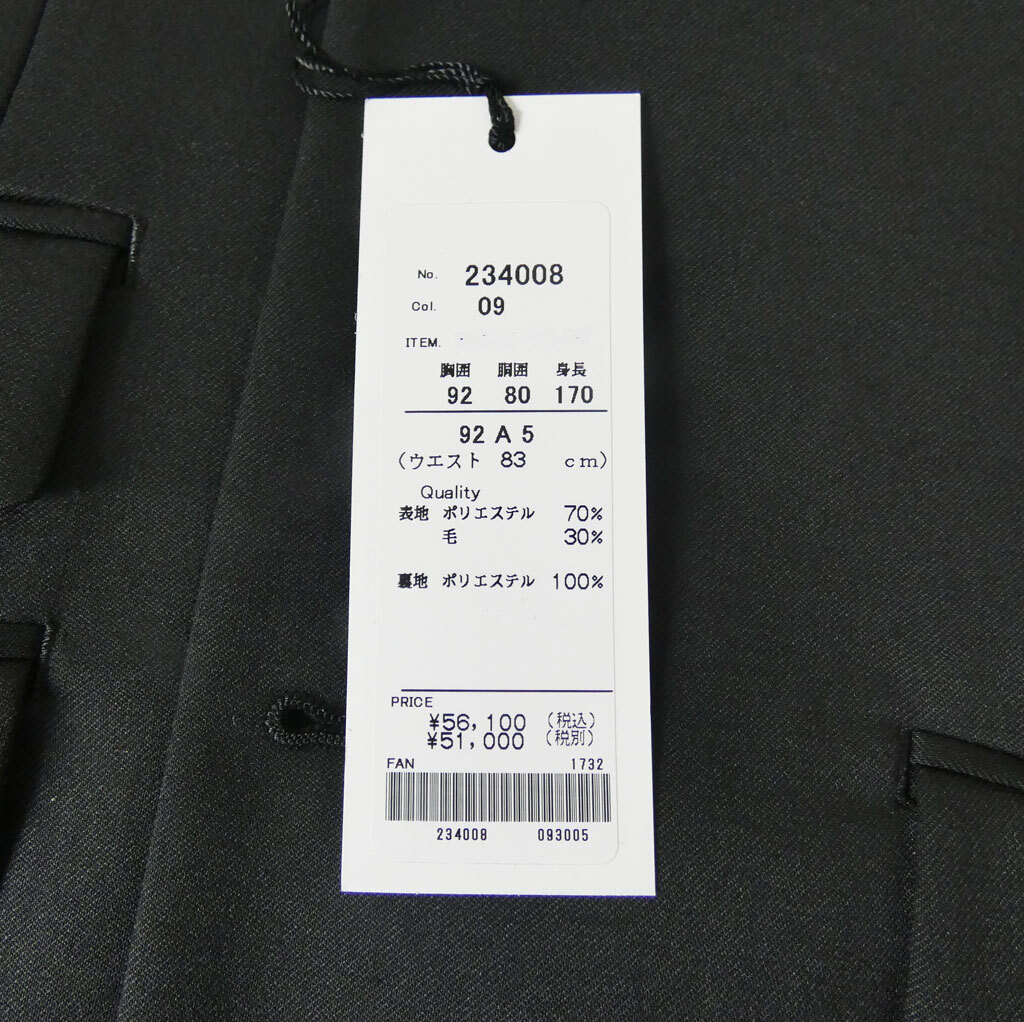 No. 234008
Col. 09
ITEM.
胸囲 胴囲 身長
92 80 170
92 A 5
(ウエスト 83 cm)
Quality
表地 ポリエステル 70%
毛 30%
裏地 ポリエステル 100%
PRICE
¥56,100 (税込)
¥51,000 (税別)
FAN 1732
234008 093005